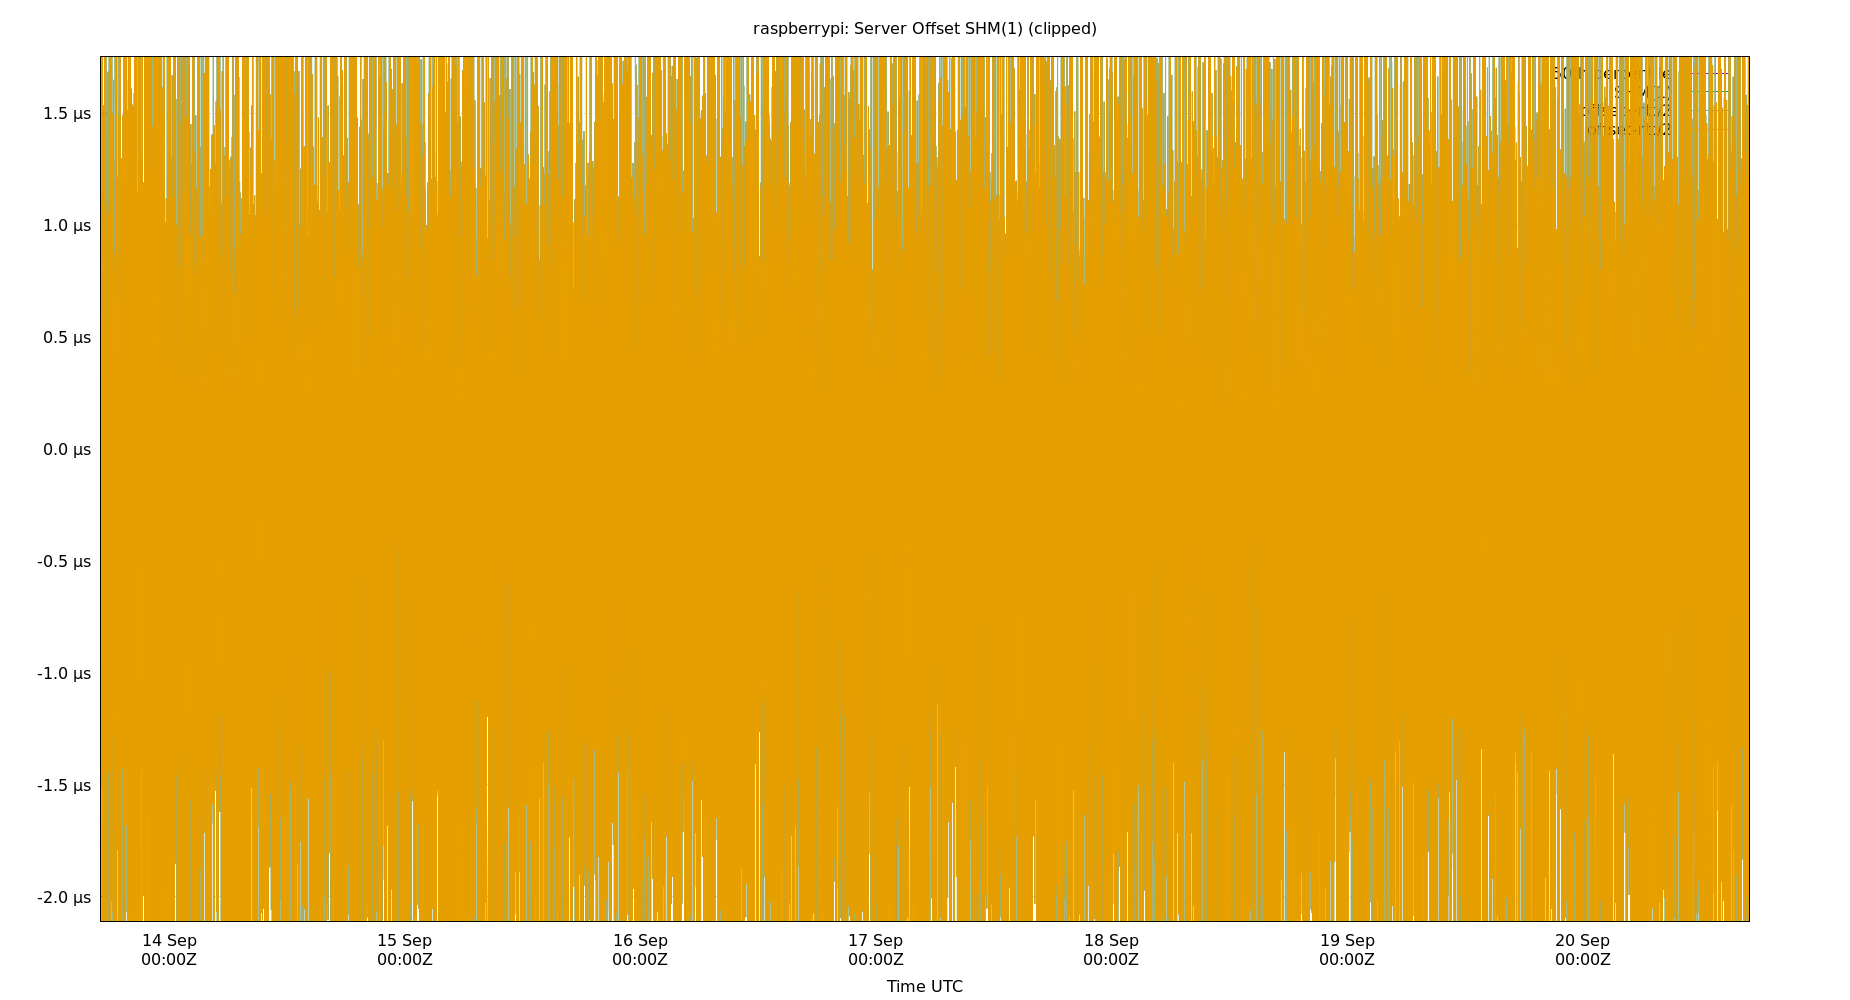 raspberrypi: Server Offset SHM(1) (clipped)
1.5 μs
1.0 μs
0.5 μs
0.0 μs
-0.5 μs
-1.0 μs
-1.5 μs
-2.0 μs
14 Sep 15 Sep 16 Sep 17 Sep 18 Sep 19 Sep 20 Sep
00:00Z 00:00Z 00:00Z 00:00Z 00:00Z 00:00Z 00:00Z
Time UTC